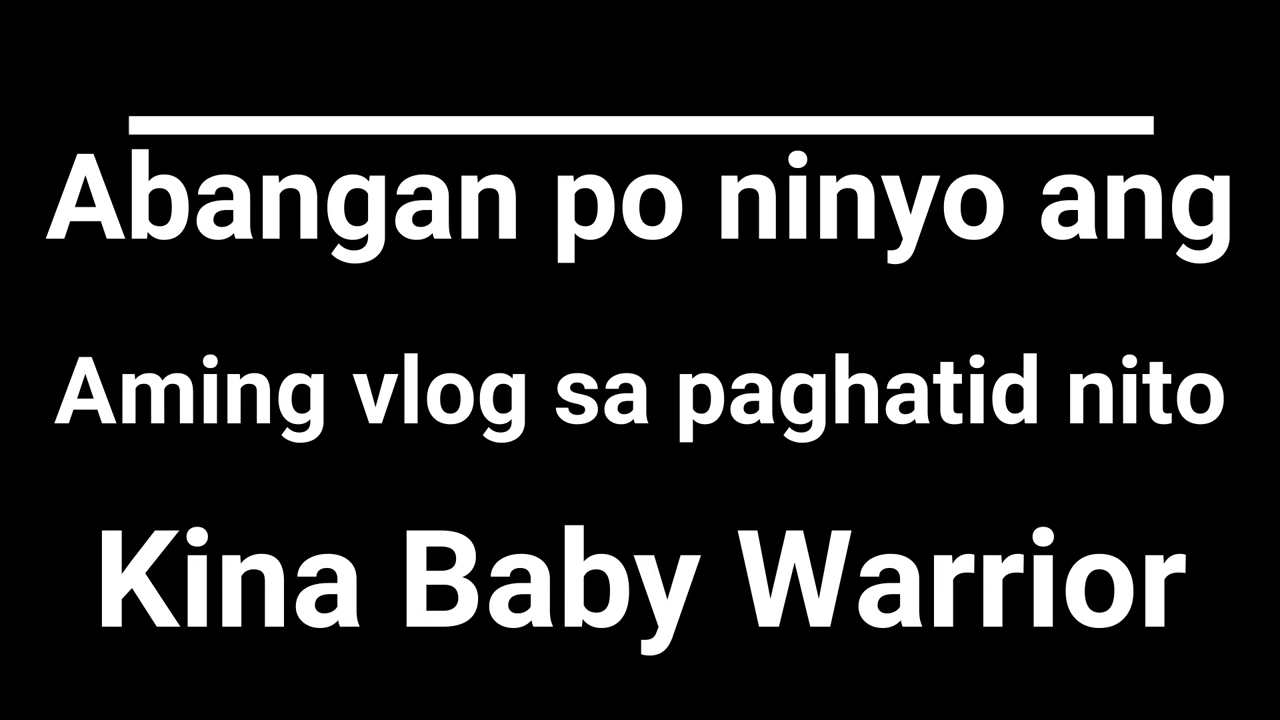 Abangan po ninyo ang
Aming vlog sa paghatid nito
Kina Baby Warrior